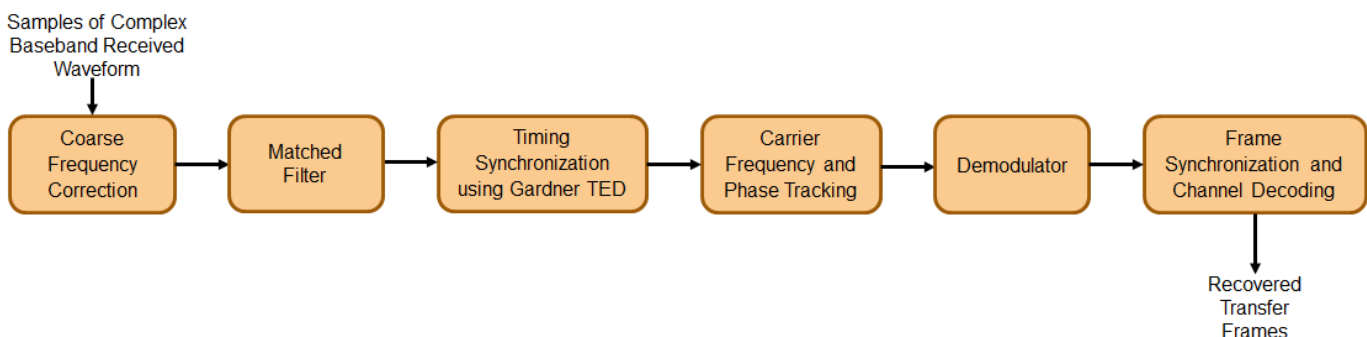 Samples of Complex
Baseband Received
Waveform
Coarse
Frequency
Correction
Matched
Filter
Timing
Synchronization
using Gardner TED
Carrier
Frequency and
Phase Tracking
Demodulator
Frame
Synchronization and
Channel Decoding
Recovered
Transfer
Frames